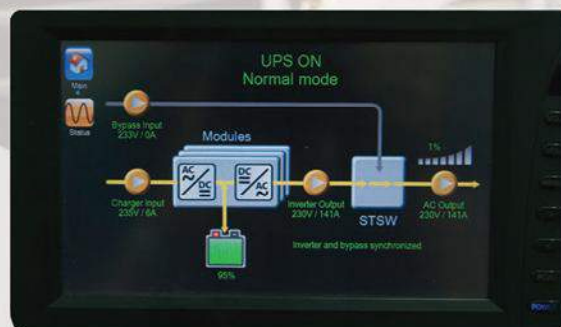 UPS ON
Normal mode
Main
Status
Bypass Input
233V / 0A
Modules
AC
DC
DC
AC
1%
Charger Input
235V / 6A
Inverter Output
230V / 141A
STSW
AC Output
230V / 141A
Inverter and bypass synchronized
95%
POWER